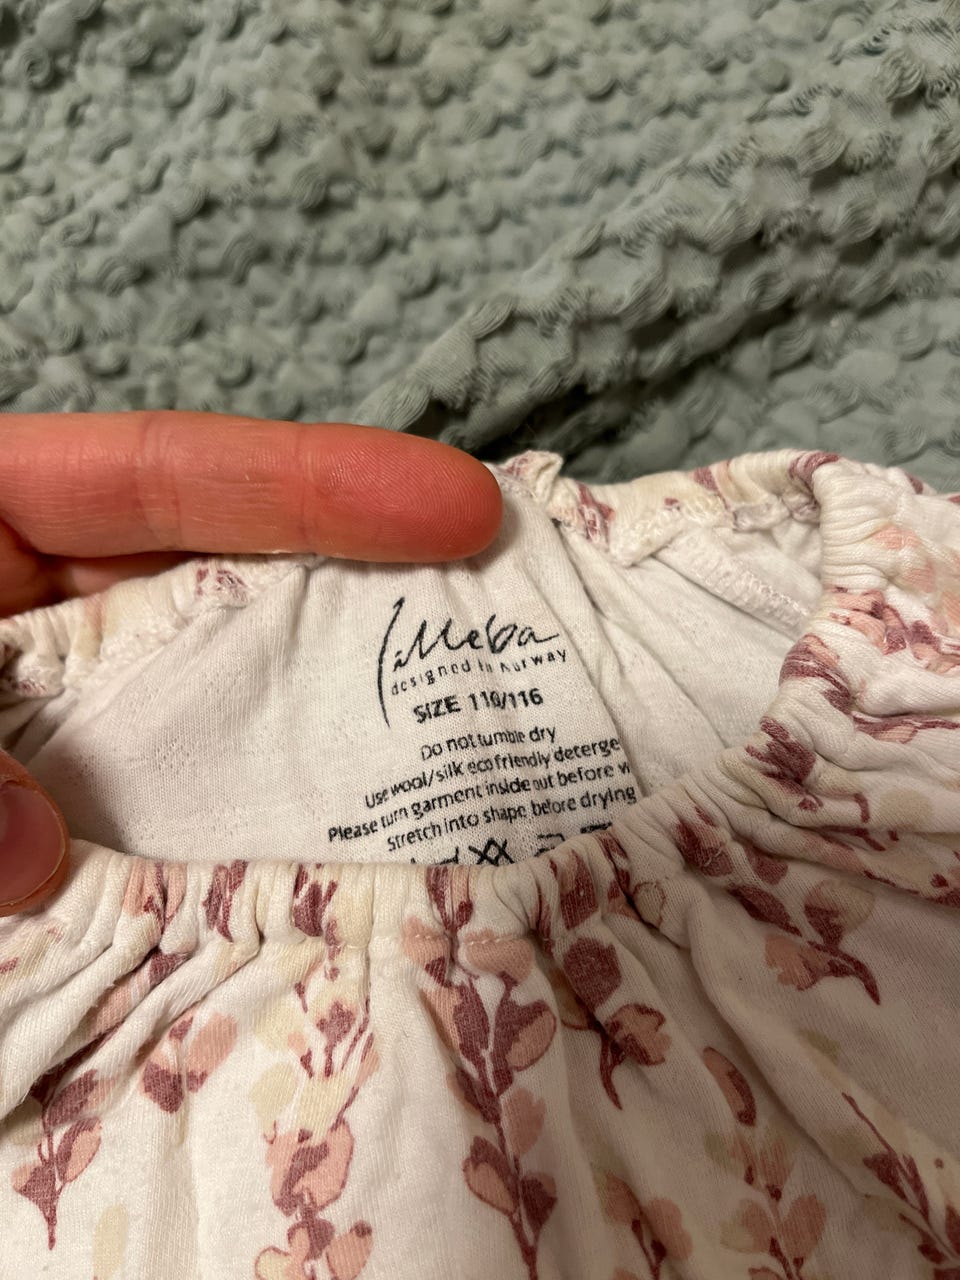 liMeba
designed in Norway
SIZE 110/116
Do not tumble dry
Use wool/silk eco friendly deterge
Please turn garment inside out before w
stretch into shape before drying